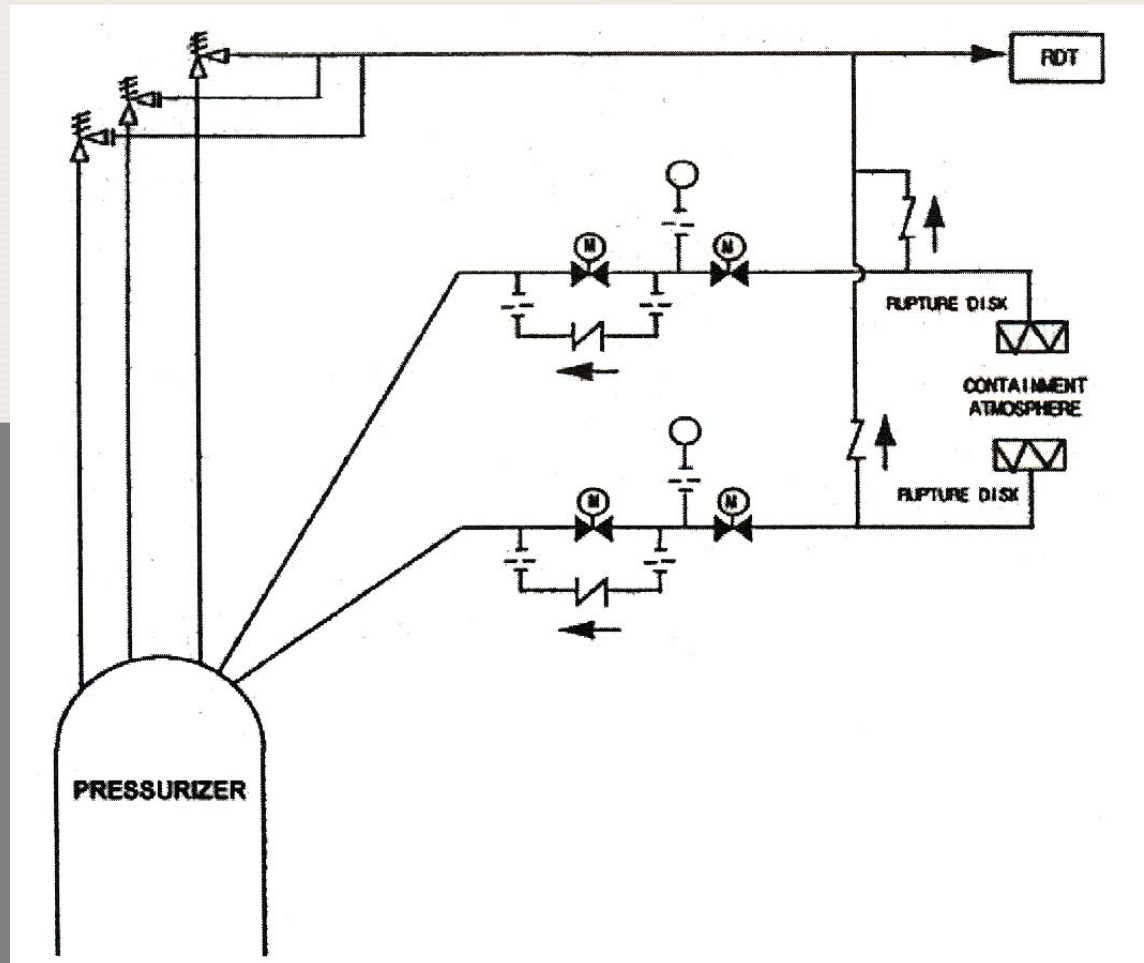 RDT
M
M
RUPTURE DISK
CONTAINMENT
ATMOSPHERE
M
M
RUPTURE DISK
PRESSURIZER